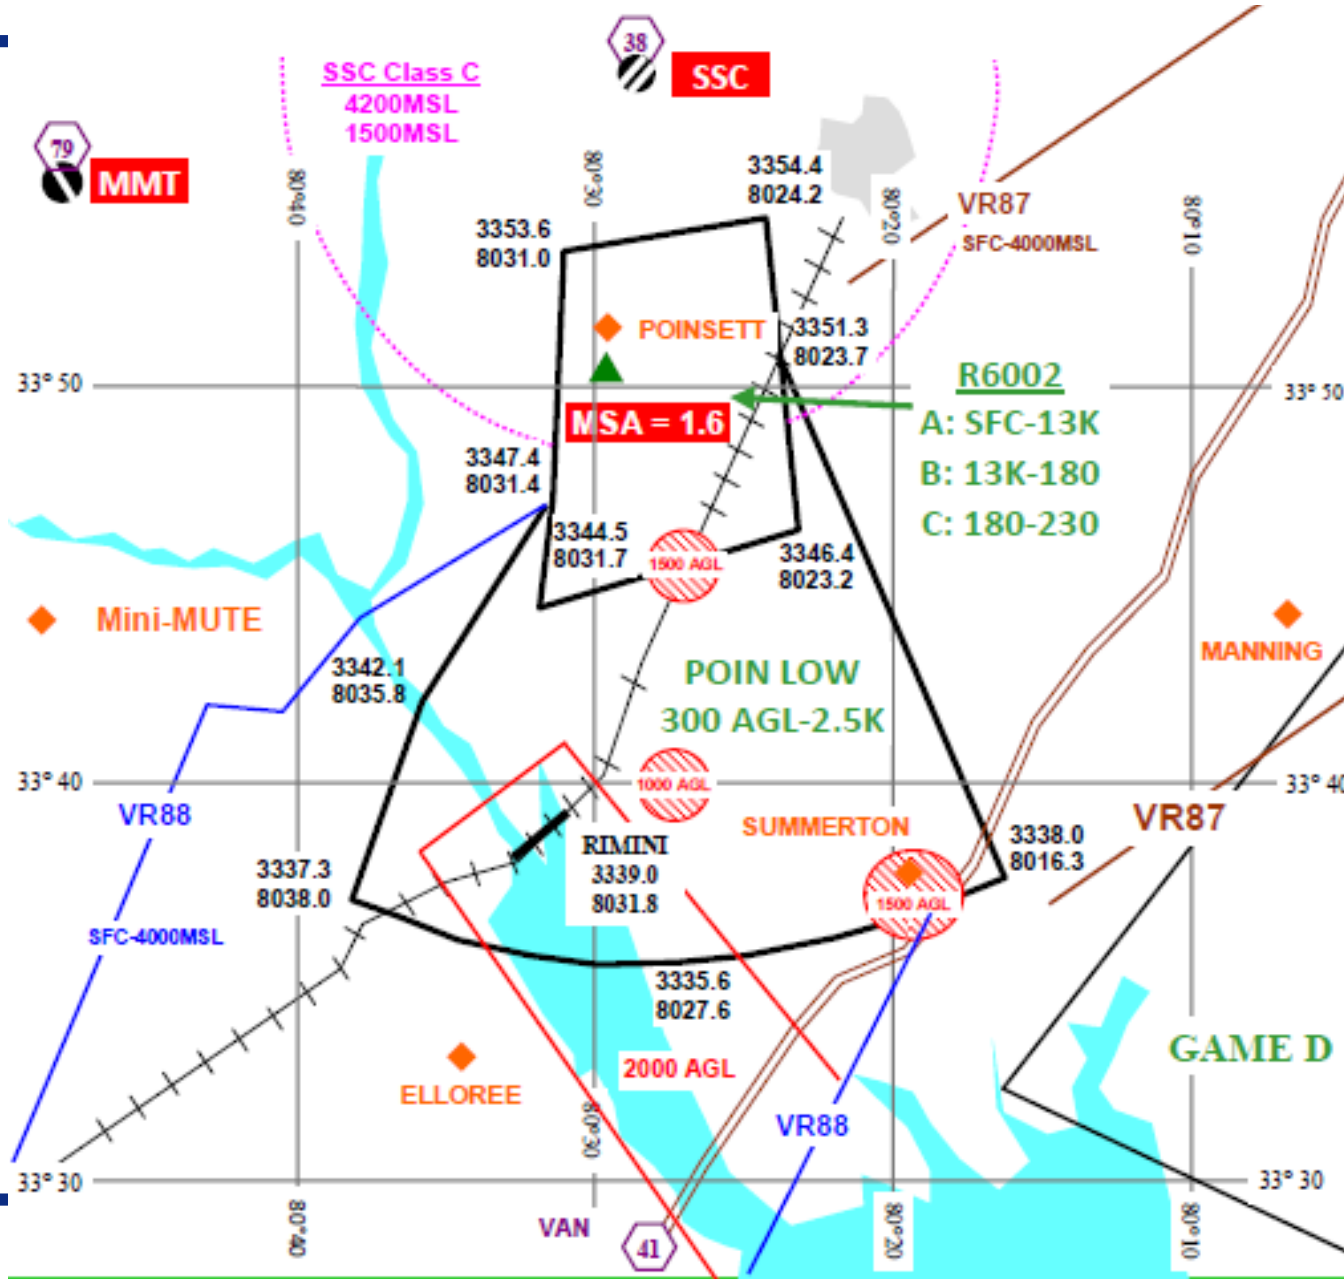 38
SSC
SSC Class C
4200MSL
1500MSL
79
MMT
80°40
80°30
3354.4
8024.2
80°20
VR87
SFC-4000MSL
80°10
3353.6
8031.0
POINSETT
3351.3
8023.7
33° 50
33° 50
R6002
A: SFC-13K
B: 13K-180
C: 180-230
MSA = 1.6
3347.4
8031.4
3344.5
8031.7
1500 AGL
3346.4
8023.2
Mini-MUTE
MANNING
3342.1
8035.8
POIN LOW
300 AGL-2.5K
33° 40
1000 AGL
33° 40
VR88
SUMMERTON
VR87
RIMINI
3339.0
8031.8
3338.0
8016.3
3337.3
8038.0
1500 AGL
SFC-4000MSL
3335.6
8027.6
GAME D
2000 AGL
ELLOREE
VR88
80°30
33° 30
33° 30
VAN
41
80°40
80°20
80°10